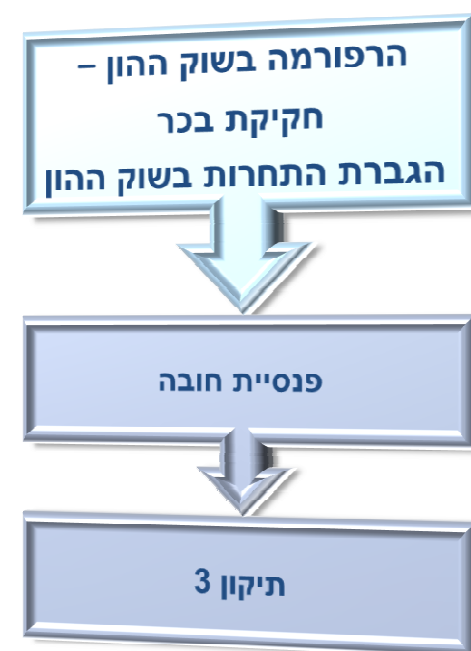 הרפורמה בשוק ההון –
חקיקת בכר
הגברת התחרות בשוק ההון
פנסיית חובה
תיקון 3